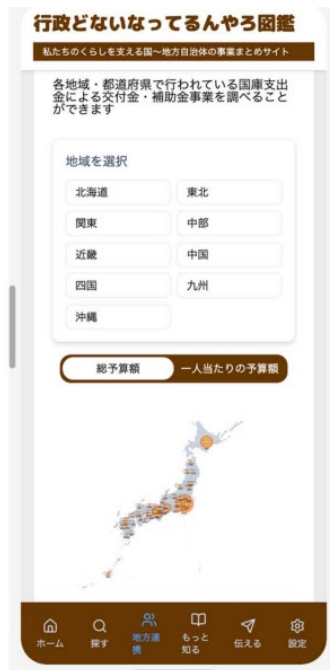 行政どないなってるんやろ図鑑
私たちのくらしを支える国〜地方自治体の事業まとめサイト
各地域・都道府県で行われている国庫支出
金による交付金・補助金事業を調べること
ができます
地域を選択
北海道 東北
関東 中部
近畿 中国
四国 九州
沖縄
総予算額 一人当たりの予算額
ホーム 探す 地方連携 もっと知る 伝える 設定